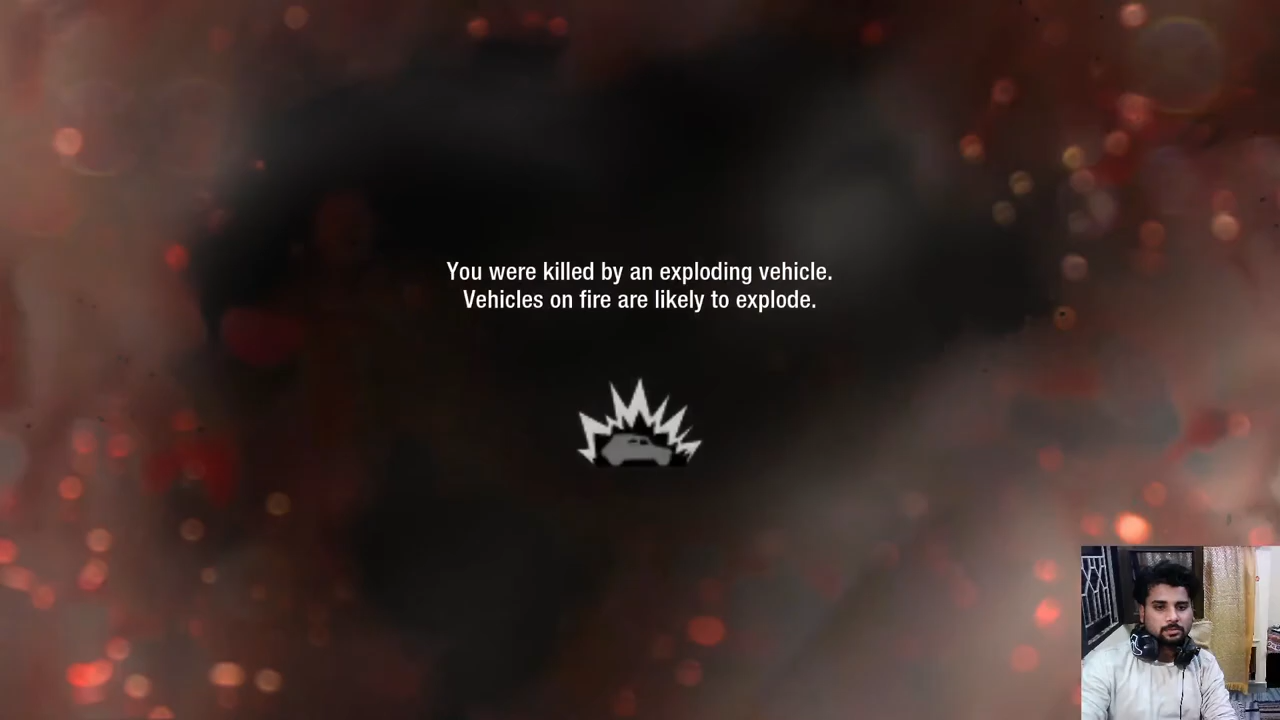 You were killed by an exploding vehicle.
Vehicles on fire are likely to explode.